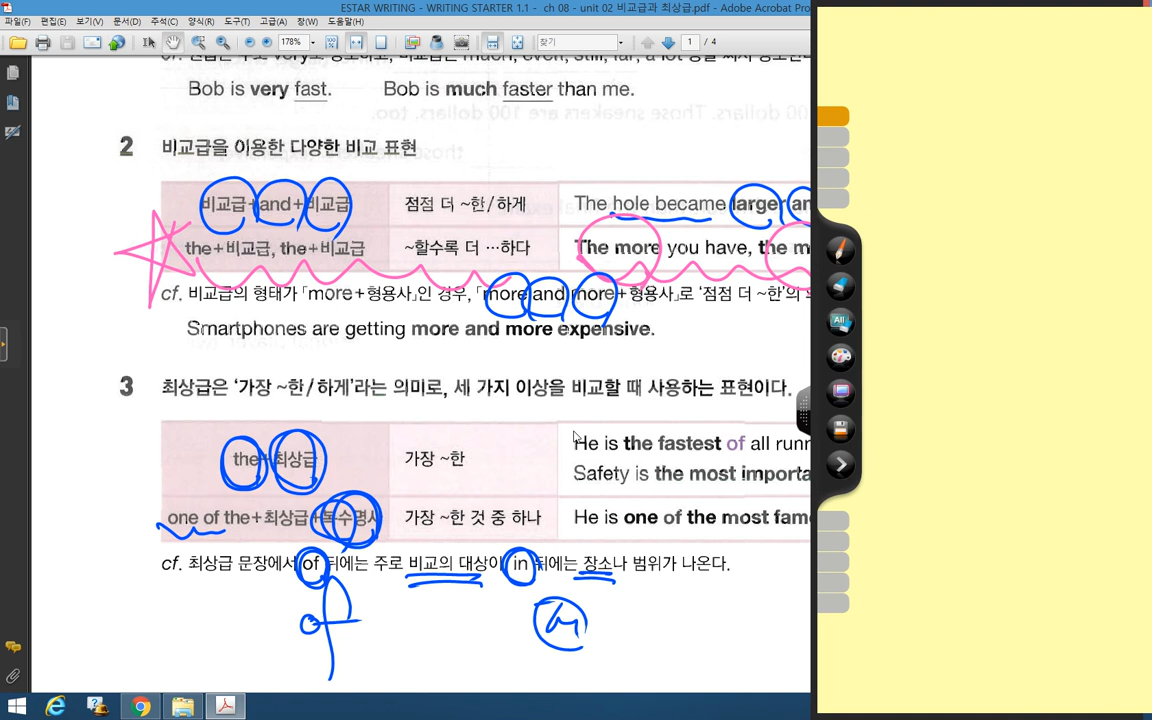 ESTAR WRITING - WRITING STARTER 1.1 - ch 08 - unit 02 비교급과 최상급.pdf - Adobe Acrobat Pro
파일(F) 편집(E) 보기(V) 문서(D) 주석(C) 양식(R) 도구(T) 고급(A) 창(W) 도움말(H)
178% 찾기 1 / 4
Bob is very fast. Bob is much faster than me.
2 비교급을 이용한 다양한 비교 표현
비교급+and+비교급 점점 더 ~한/하게 The hole became larger an
the+비교급, the+비교급 ~할수록 더 …하다 The more you have, the m
cf. 비교급의 형태가 「more+형용사」인 경우, 「more and more+형용사」로 '점점 더 ~한'의
Smartphones are getting more and more expensive.
3 최상급은 '가장 ~한/하게'라는 의미로, 세 가지 이상을 비교할 때 사용하는 표현이다.
the+최상급 가장 ~한 He is the fastest of all runn
Safety is the most importa
one of the+최상급+복수명사 가장 ~한 것 중 하나 He is one of the most fam
cf. 최상급 문장에서 of 뒤에는 주로 비교의 대상이 in 뒤에는 장소나 범위가 나온다.
of in
All